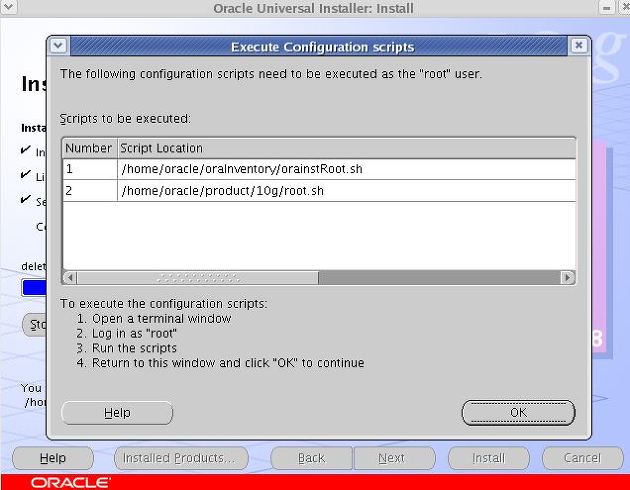 Oracle Universal Installer: Install
Execute Configuration scripts
The following configuration scripts need to be executed as the "root" user.
Scripts to be executed:
Number Script Location
1 /home/oracle/oraInventory/orainstRoot.sh
2 /home/oracle/product/10g/root.sh
To execute the configuration scripts:
1. Open a terminal window
2. Log in as "root"
3. Run the scripts
4. Return to this window and click "OK" to continue
Help OK
Ins
Insta
In
Li
Se
Co
delet
Sto
You
/hor
g
8
Help Installed Products... Back Next Install Cancel
ORACLE